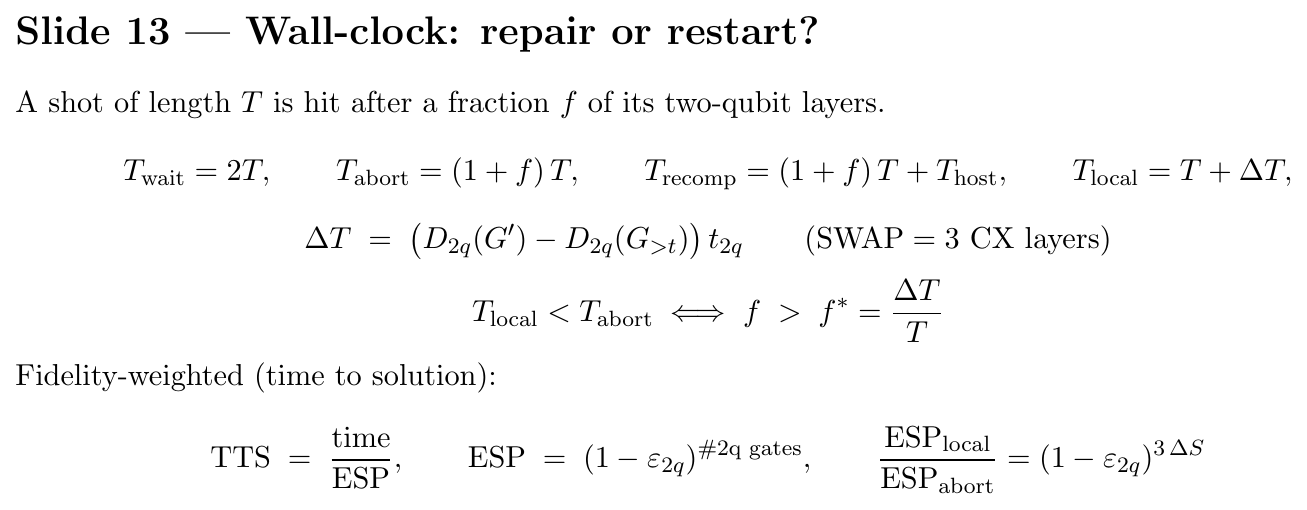 Slide 13 — Wall-clock: repair or restart?
A shot of length T is hit after a fraction f of its two-qubit layers.
T_wait = 2T, T_abort = (1 + f) T, T_recomp = (1 + f) T + T_host, T_local = T + ΔT,
ΔT = (D_2q(G′) − D_2q(G_>t)) t_2q (SWAP = 3 CX layers)
T_local < T_abort ⟺ f > f* = ΔT / T
Fidelity-weighted (time to solution):
TTS = time / ESP, ESP = (1 − ε_2q)^#2q gates, ESP_local / ESP_abort = (1 − ε_2q)^3 ΔS